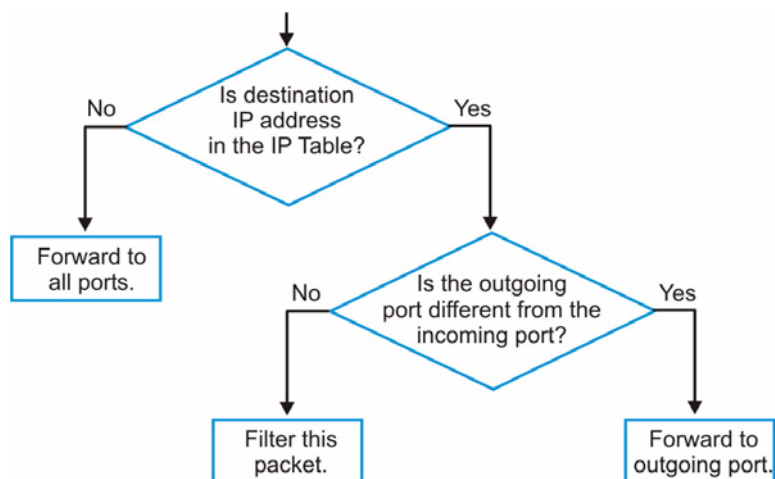 Is destination
IP address
in the IP Table?
No
Yes
Forward to
all ports.
Is the outgoing
port different from the
incoming port?
No
Yes
Filter this
packet.
Forward to
outgoing port.